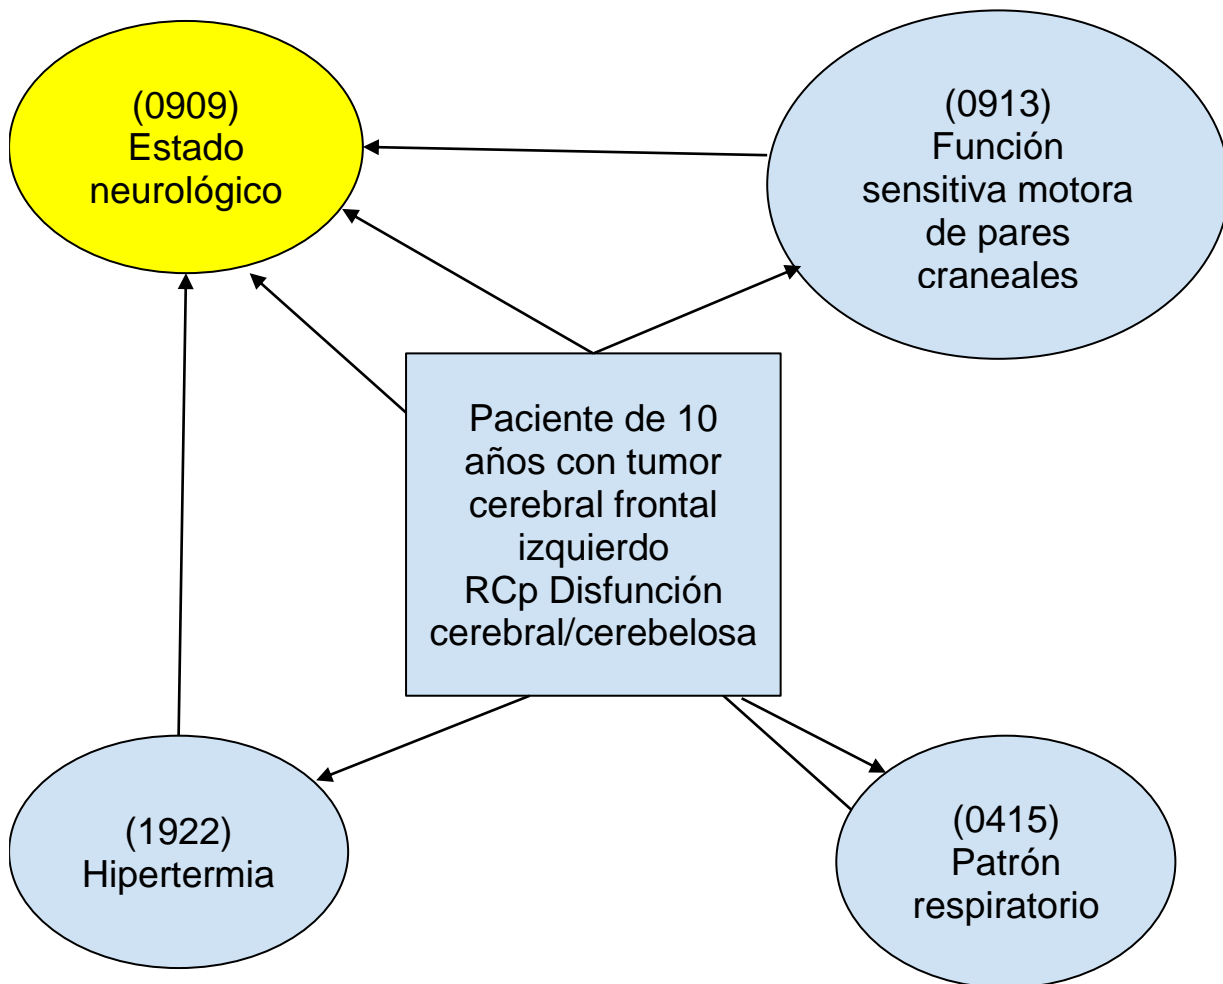 (0909)
Estado
neurológico
(0913)
Función
sensitiva motora
de pares
craneales
Paciente de 10
años con tumor
cerebral frontal
izquierdo
RCp Disfunción
cerebral/cerebelosa
(1922)
Hipertermia
(0415)
Patrón
respiratorio